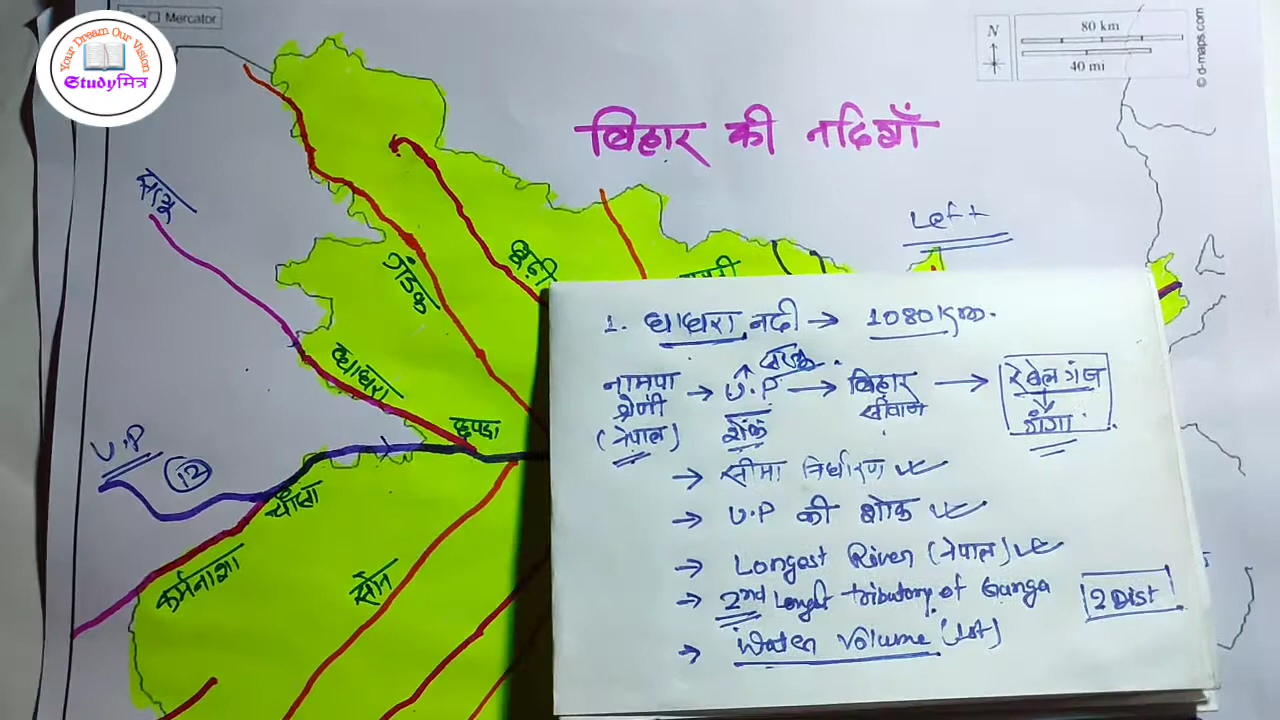 Mercator
Your Dream Our Vision
Studyमित्र
N
80 km
40 mi
© d-maps.com
बिहार की नदियाँ
सरयू
Left
गंडक
बूढ़ी
घाघरा
छपरा
U.P
12
चौसा
कर्मनाशा
सोन
1. घाघरा नदी → 1080 Km.
सरयू
नामपा श्रेणी (नेपाल) → U.P शोक → बिहार सीवान → रेवेलगंज गंगा
→ सीमा निर्धारण
→ U.P की शोक
→ Longest River (नेपाल)
→ 2nd Longest tributory of Ganga
2 Dist
→ Water Volume (1st)